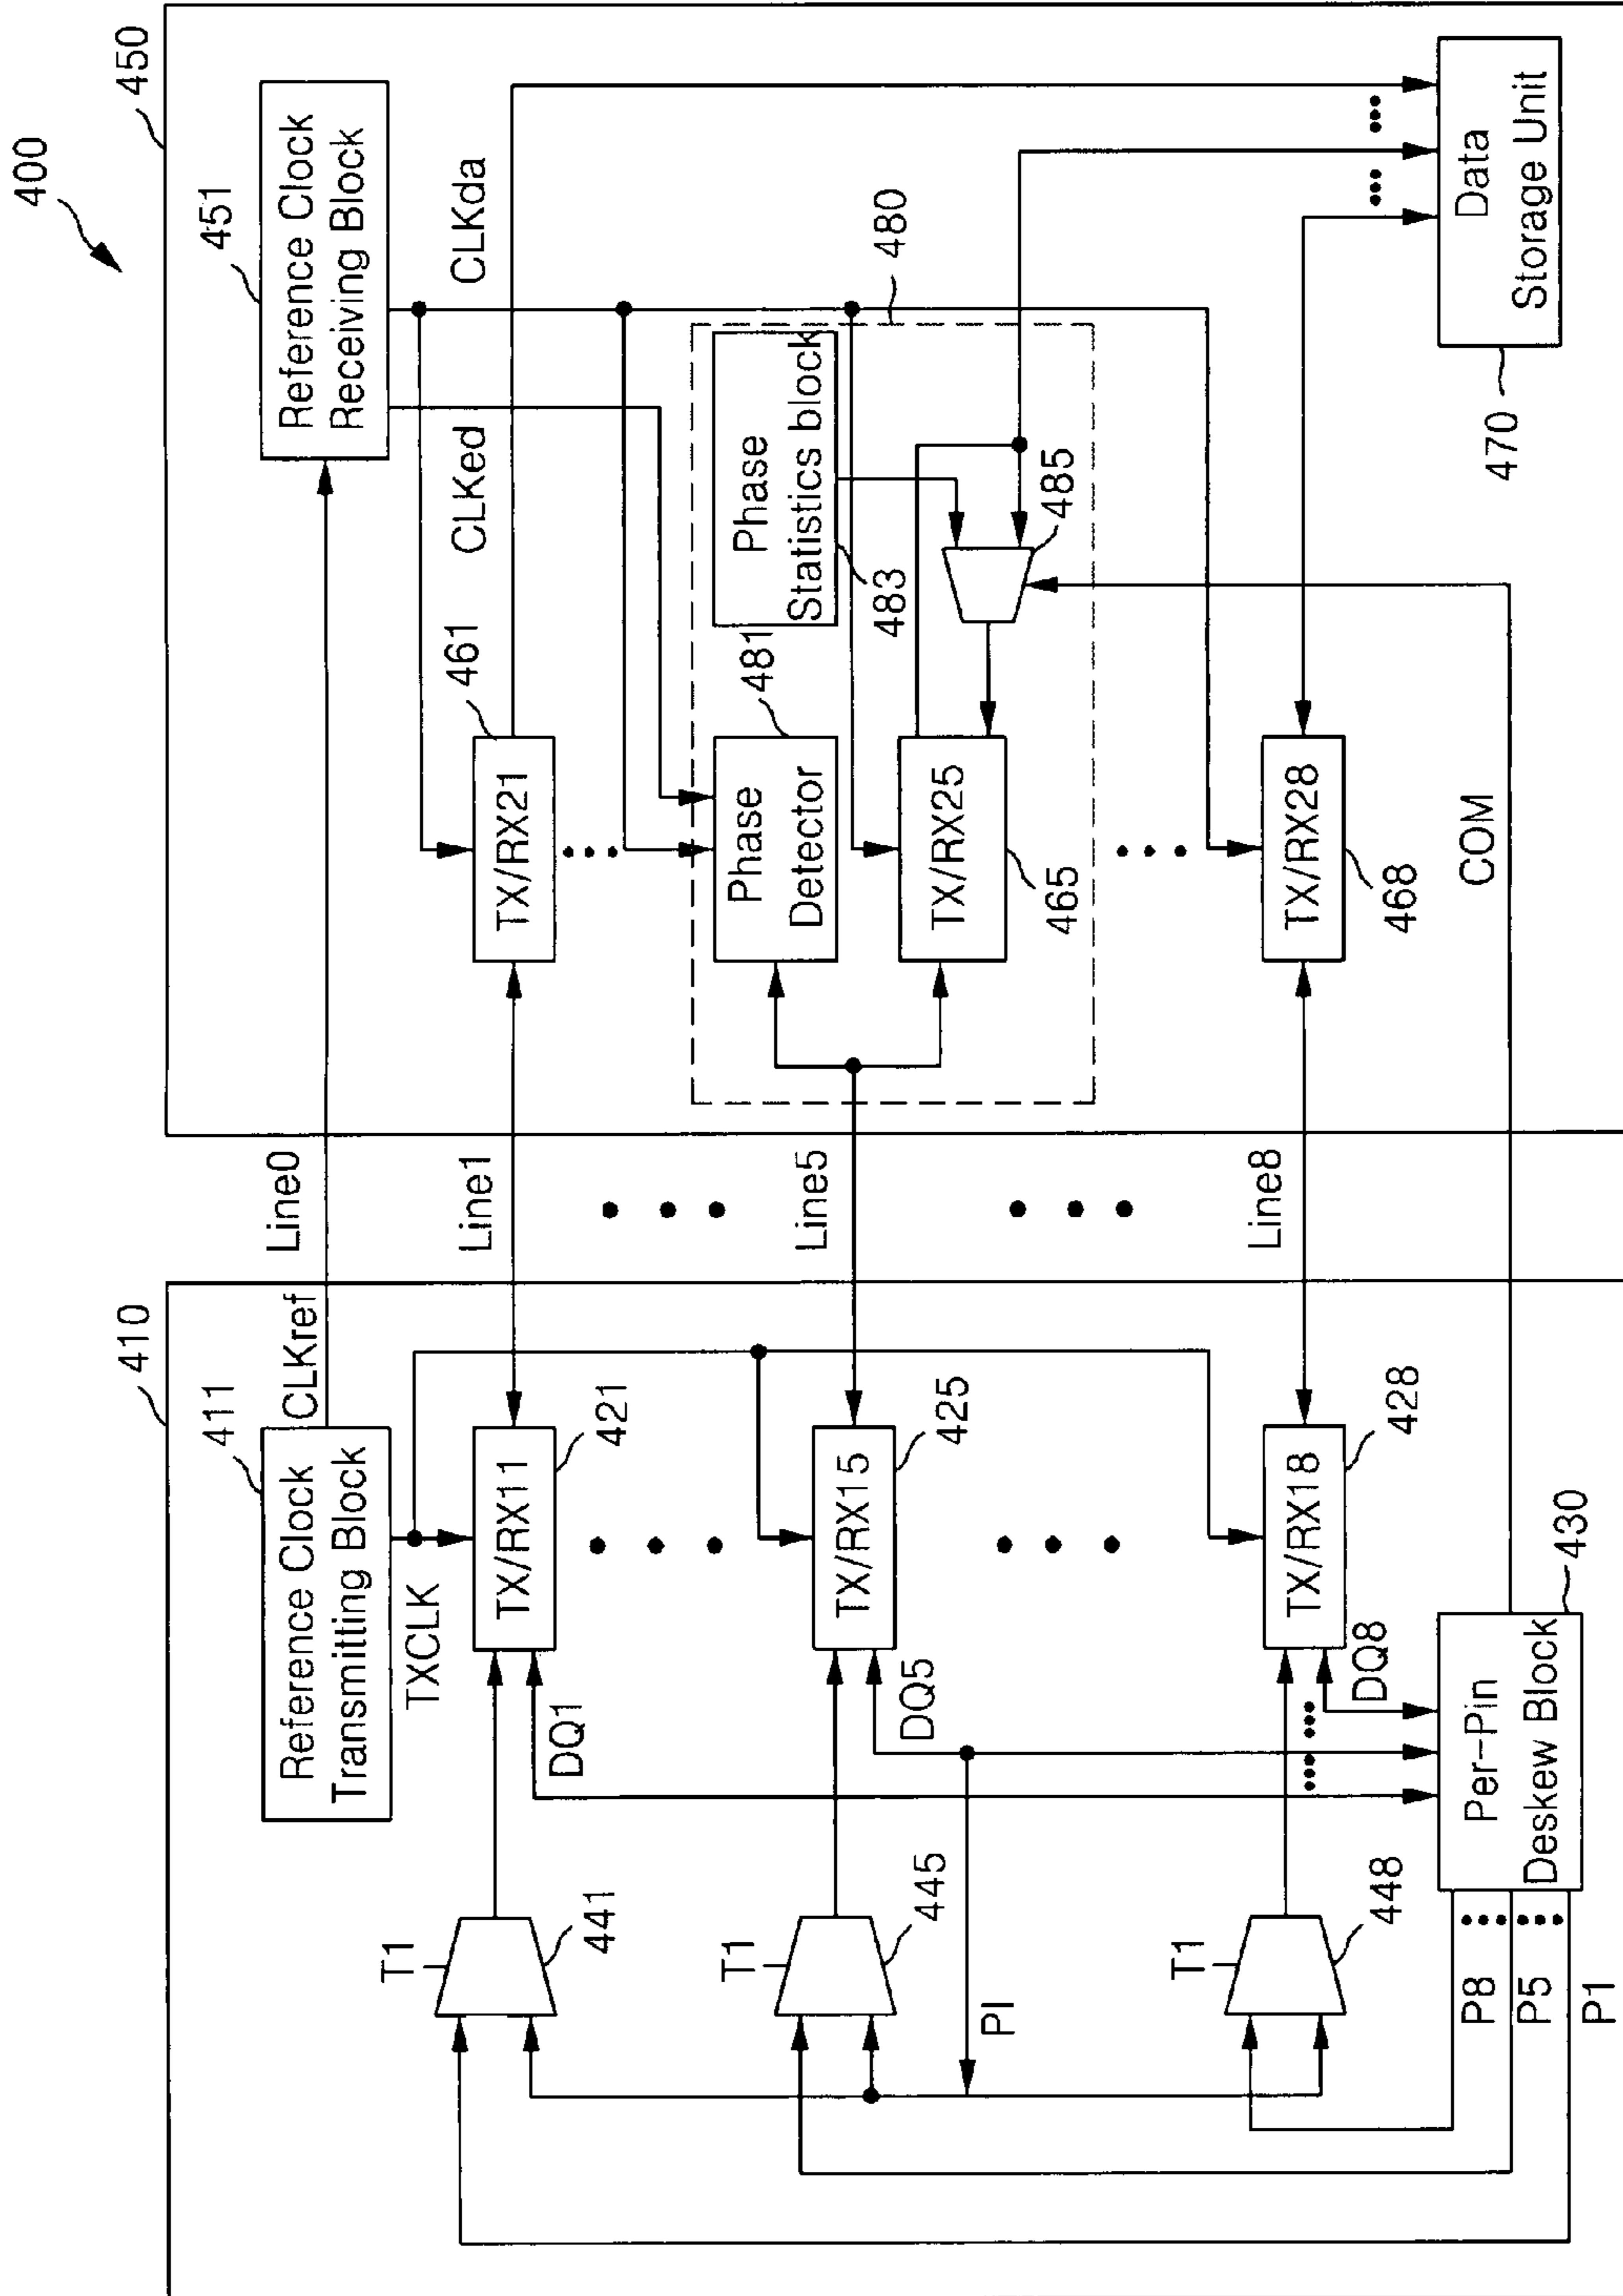 400
410
450
411
Reference Clock
Transmitting Block
CLKref
Line0
451
Reference Clock
Receiving Block
TXCLK
CLKed
CLKda
T1
441
DQ1
TX/RX11
421
Line1
TX/RX21
461
480
Phase
Detector
481
Phase
Statistics block
483
T1
445
DQ5
TX/RX15
425
Line5
TX/RX25
465
485
PI
T1
448
TX/RX18
428
DQ8
Line8
TX/RX28
468
COM
P8
P5
P1
Per-Pin
Deskew Block
430
Data
Storage Unit
470